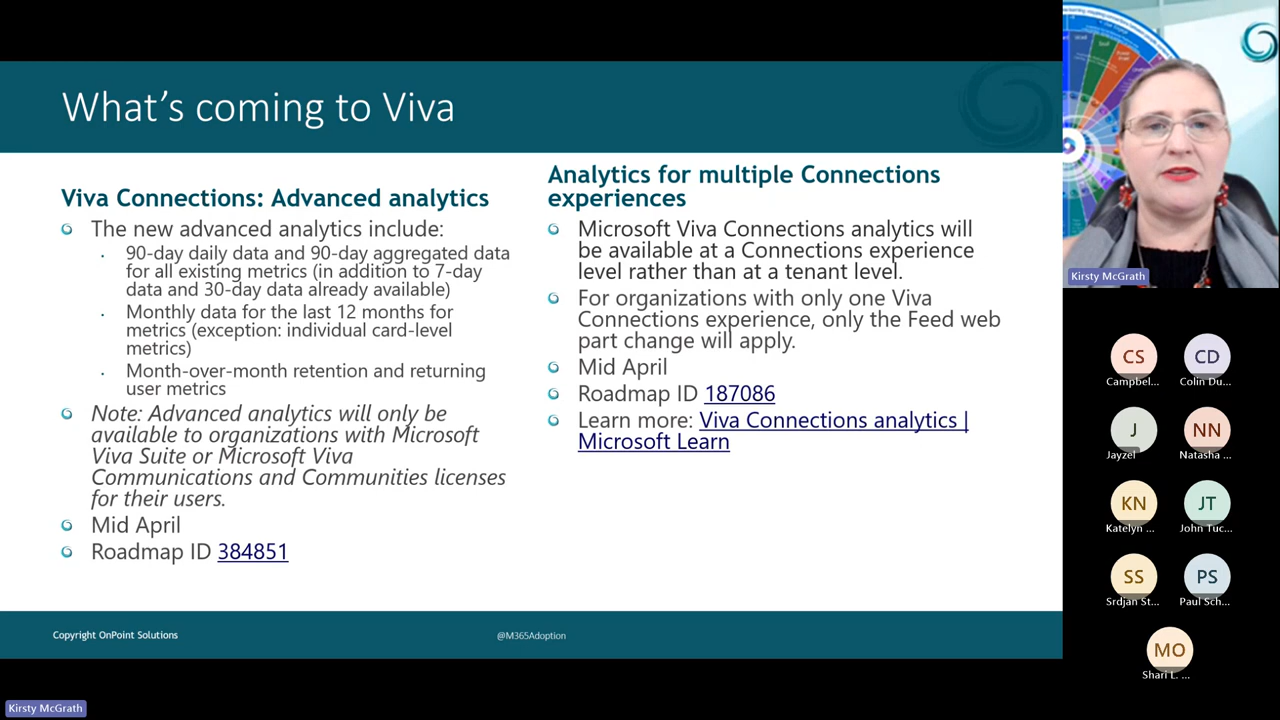 What's coming to Viva
Viva Connections: Advanced analytics
The new advanced analytics include:
90-day daily data and 90-day aggregated data
for all existing metrics (in addition to 7-day
data and 30-day data already available)
Monthly data for the last 12 months for
metrics (exception: individual card-level
metrics)
Month-over-month retention and returning
user metrics
Note: Advanced analytics will only be
available to organizations with Microsoft
Viva Suite or Microsoft Viva
Communications and Communities licenses
for their users.
Mid April
Roadmap ID 384851
Analytics for multiple Connections
experiences
Microsoft Viva Connections analytics will
be available at a Connections experience
level rather than at a tenant level.
For organizations with only one Viva
Connections experience, only the Feed web
part change will apply.
Mid April
Roadmap ID 187086
Learn more: Viva Connections analytics |
Microsoft Learn
Copyright OnPoint Solutions
@M365Adoption
Kirsty McGrath
Kirsty McGrath
CS
CD
Campbel...
Colin Du...
J
NN
Jayzel
Natasha ...
KN
JT
Katelyn ...
John Tuc...
SS
PS
Srdjan St...
Paul Sch...
MO
Shari L. ...